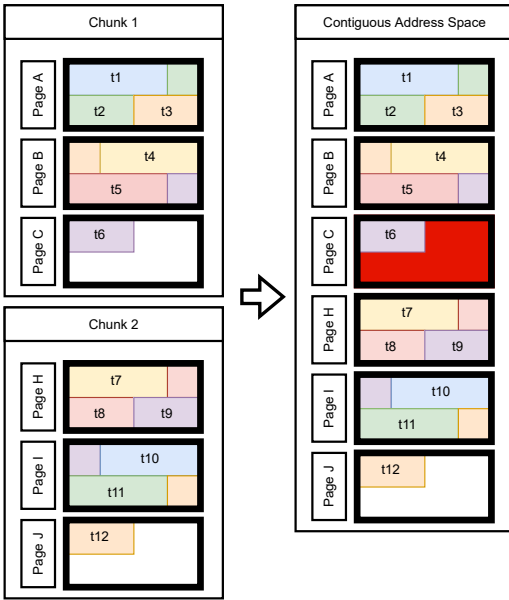 Chunk 1
Page A
t1
t2 t3
Page B
t4
t5
Page C
t6
Chunk 2
Page H
t7
t8 t9
Page I
t10
t11
Page J
t12
Contiguous Address Space
Page A
t1
t2 t3
Page B
t4
t5
Page C
t6
Page H
t7
t8 t9
Page I
t10
t11
Page J
t12